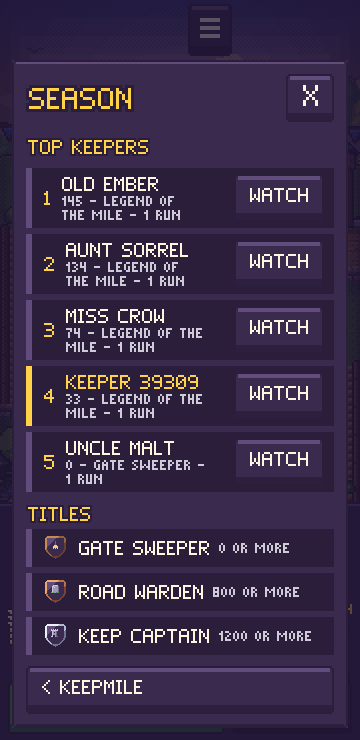 SEASON
X
TOP KEEPERS
1 OLD EMBER
145 - LEGEND OF
THE MILE - 1 RUN
WATCH
2 AUNT SORREL
134 - LEGEND OF
THE MILE - 1 RUN
WATCH
3 MISS CROW
74 - LEGEND OF THE
MILE - 1 RUN
WATCH
4 KEEPER 39309
33 - LEGEND OF THE
MILE - 1 RUN
WATCH
5 UNCLE MALT
0 - GATE SWEEPER -
1 RUN
WATCH
TITLES
GATE SWEEPER 0 OR MORE
ROAD WARDEN 800 OR MORE
KEEP CAPTAIN 1200 OR MORE
< KEEPMILE